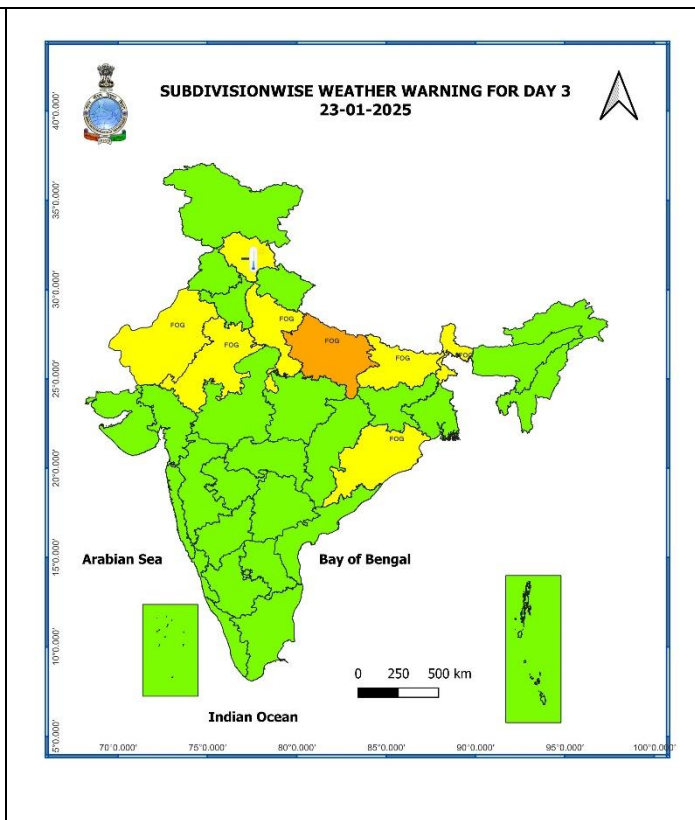 SUBDIVISIONWISE WEATHER WARNING FOR DAY 3
23-01-2025
40°0.000'
35°0.000'
30°0.000'
25°0.000'
20°0.000'
15°0.000'
10°0.000'
5°0.000'
FOG
FOG
FOG
FOG
FOG
FOG
FOG
Arabian Sea
Bay of Bengal
0 250 500 km
Indian Ocean
70°0.000' 75°0.000' 80°0.000' 85°0.000' 90°0.000' 95°0.000' 100°0.000'